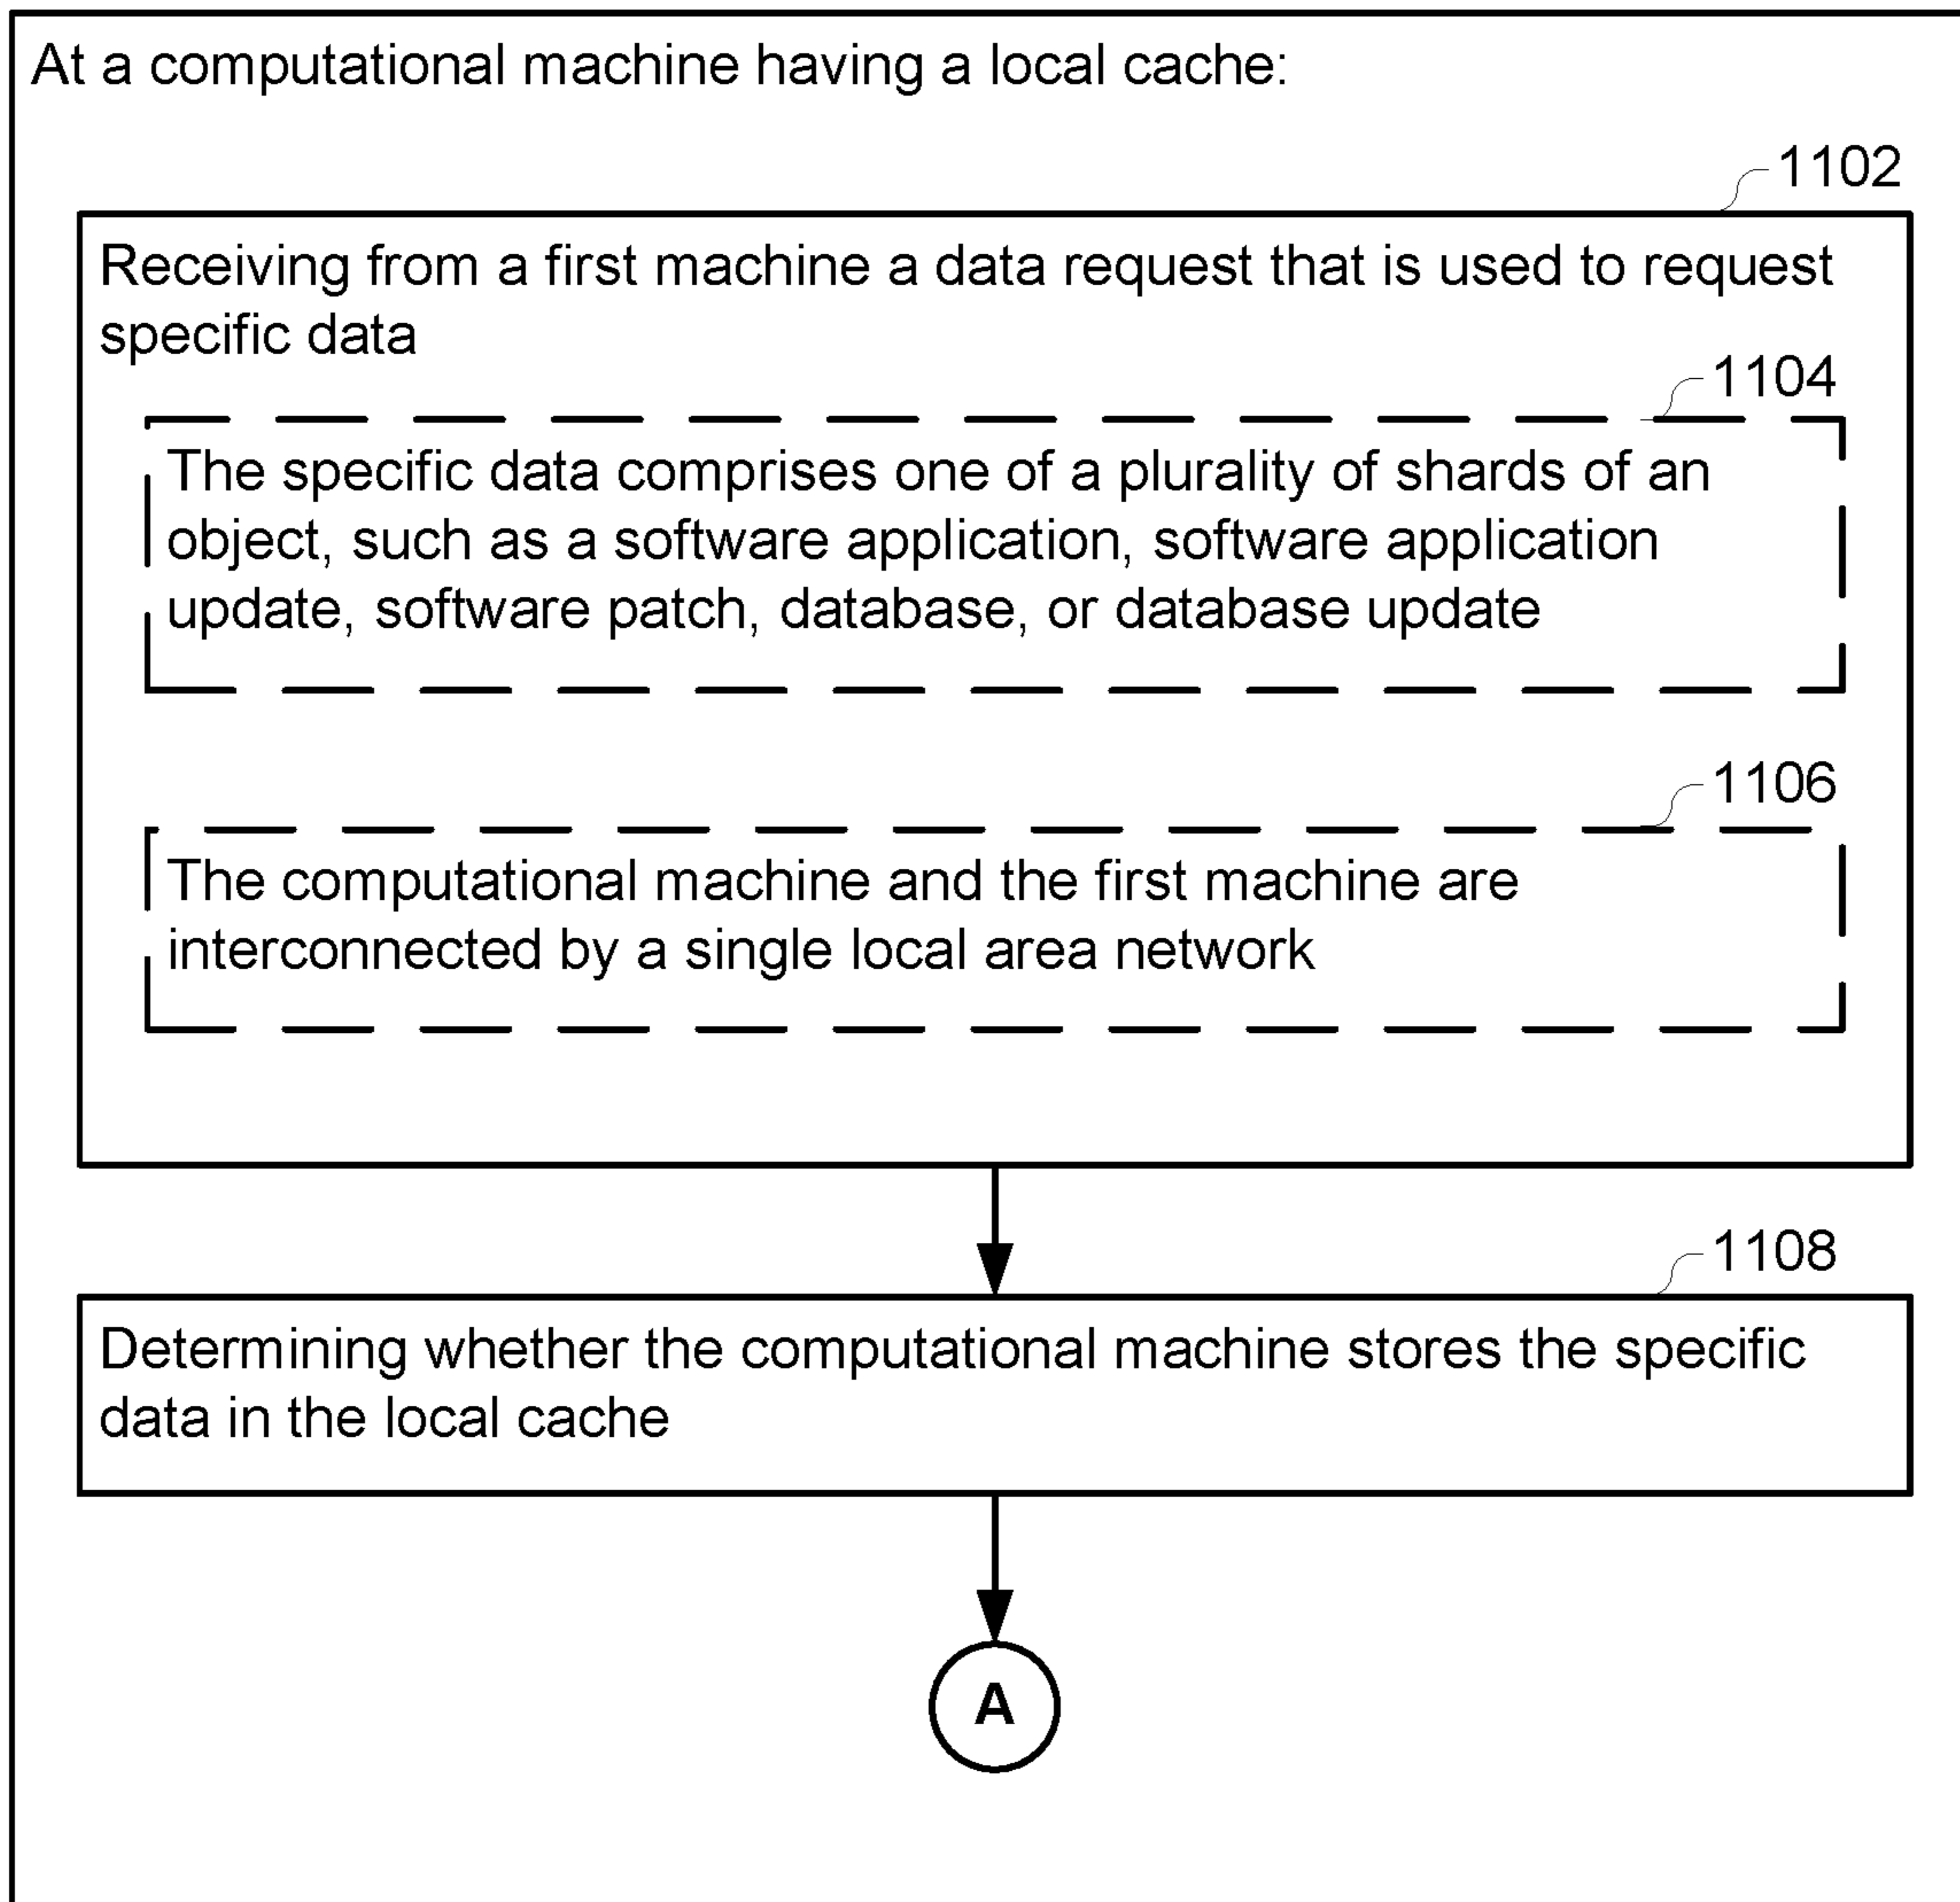 At a computational machine having a local cache:
1102
Receiving from a first machine a data request that is used to request
specific data
1104
The specific data comprises one of a plurality of shards of an
object, such as a software application, software application
update, software patch, database, or database update
1106
The computational machine and the first machine are
interconnected by a single local area network
1108
Determining whether the computational machine stores the specific
data in the local cache
A